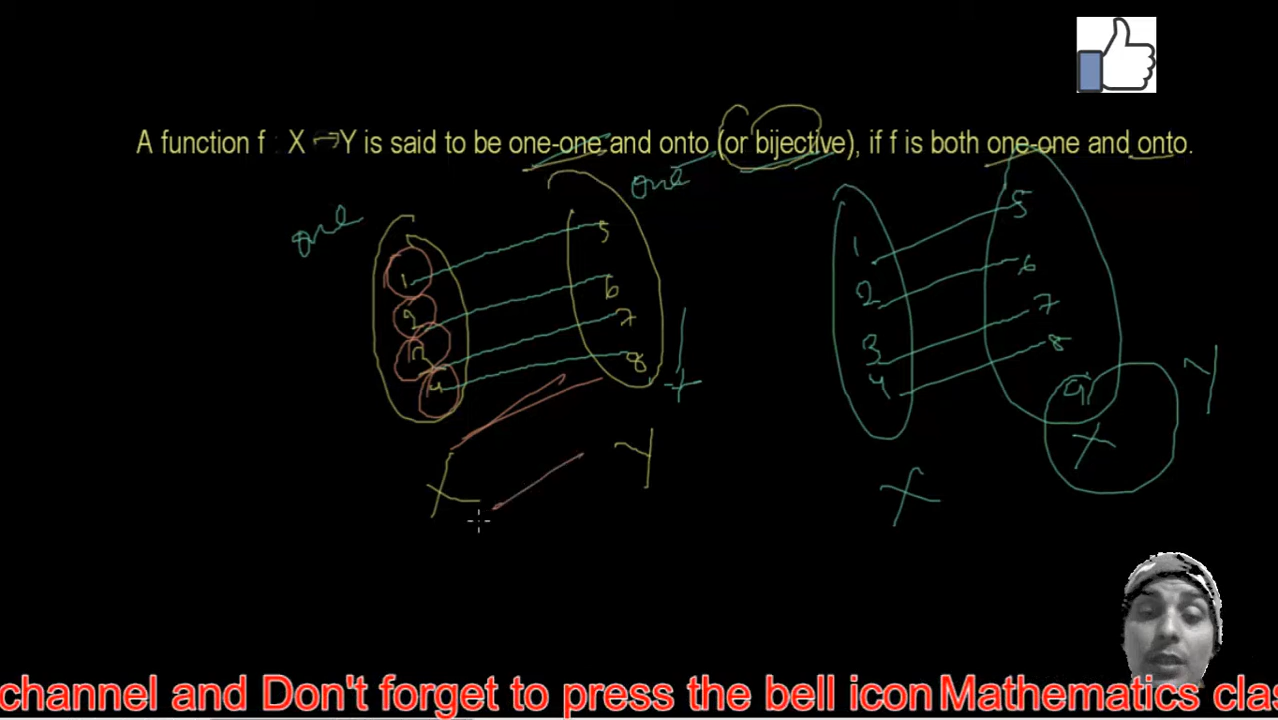 A function f : X → Y is said to be one-one and onto (or bijective), if f is both one-one and onto.
one
one
1
2
3
4
5
6
7
8
X
Y
1
2
3
4
5
6
7
8
9
X
X
Y
channel and Don't forget to press the bell icon Mathematics clas